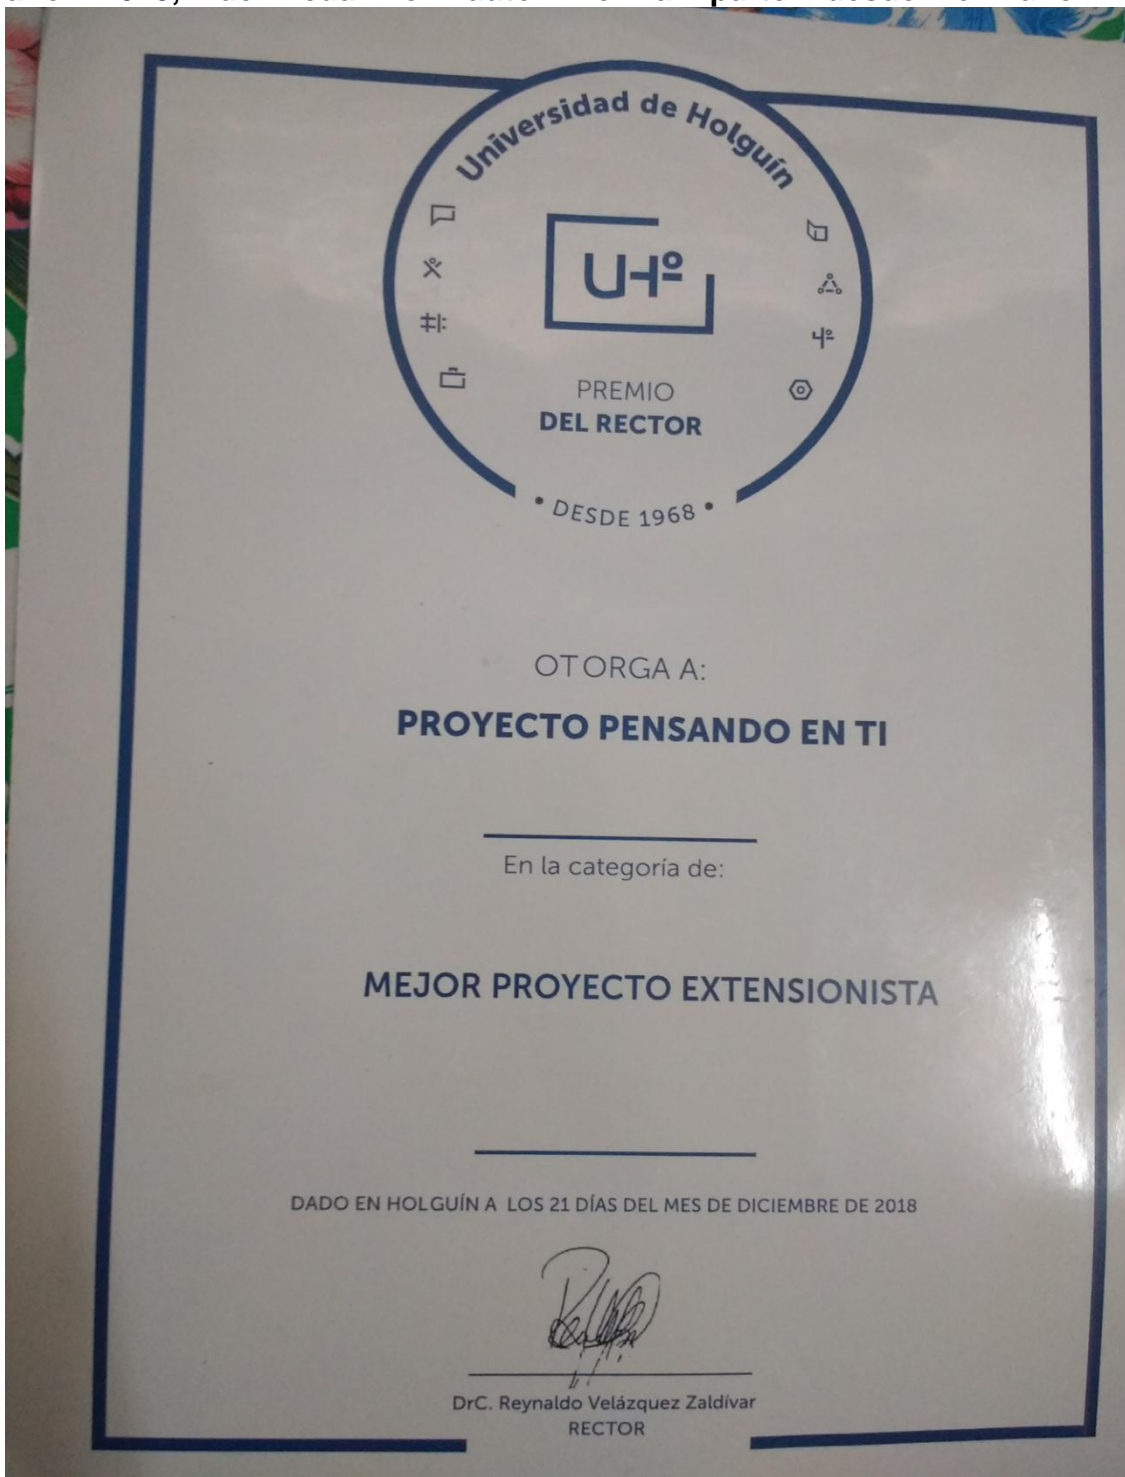 Universidad de Holguín
UHº
PREMIO
DEL RECTOR
• DESDE 1968 •
OTORGA A:
PROYECTO PENSANDO EN TI
En la categoría de:
MEJOR PROYECTO EXTENSIONISTA
DADO EN HOLGUÍN A LOS 21 DÍAS DEL MES DE DICIEMBRE DE 2018
DrC. Reynaldo Velázquez Zaldívar
RECTOR